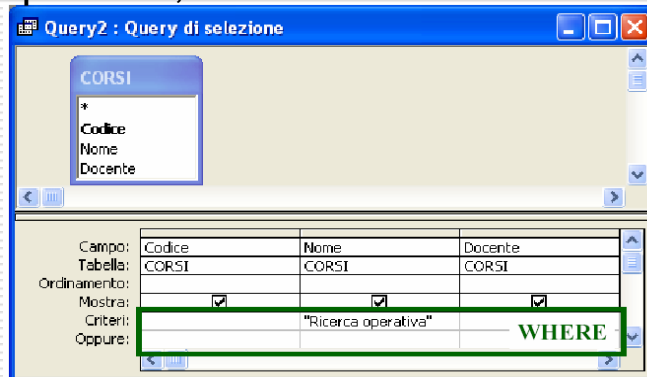 Query2 : Query di selezione
CORSI
*
Codice
Nome
Docente
Campo: Codice Nome Docente
Tabella: CORSI CORSI CORSI
Ordinamento:
Mostra:
Criteri: "Ricerca operativa"
Oppure: WHERE